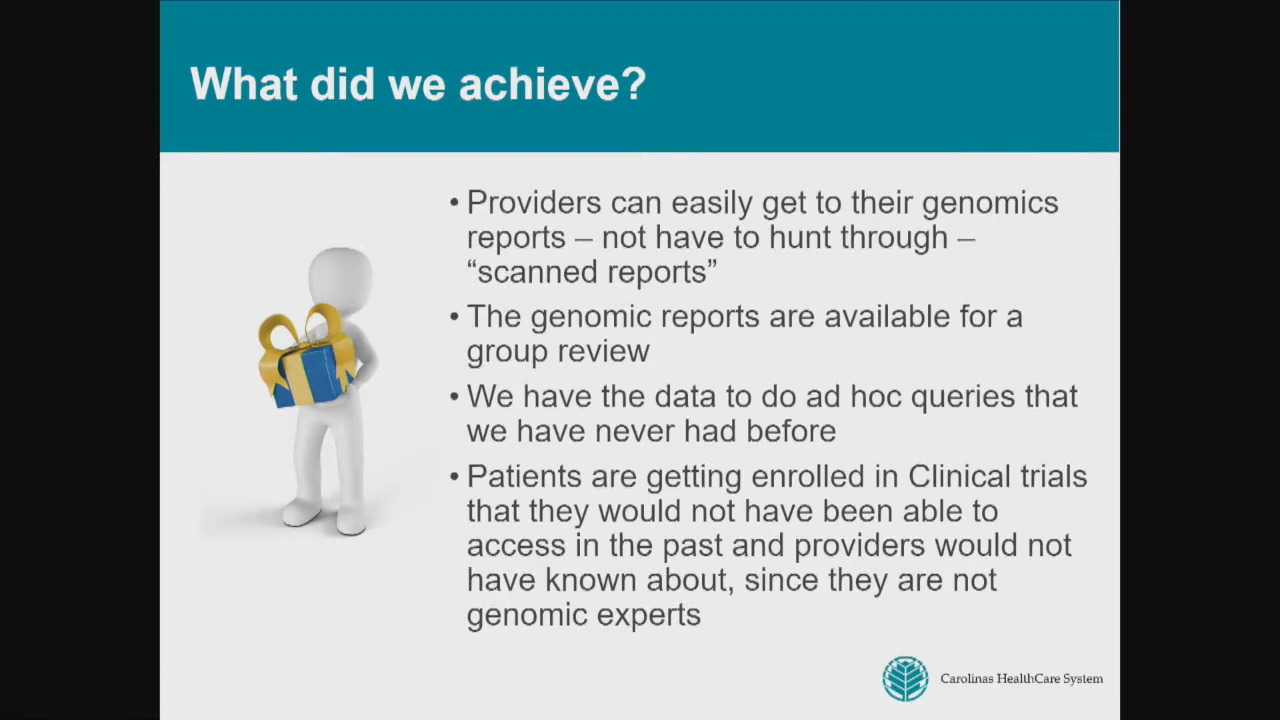 What did we achieve?
• Providers can easily get to their genomics
reports – not have to hunt through –
“scanned reports”
• The genomic reports are available for a
group review
• We have the data to do ad hoc queries that
we have never had before
• Patients are getting enrolled in Clinical trials
that they would not have been able to
access in the past and providers would not
have known about, since they are not
genomic experts
Carolinas HealthCare System